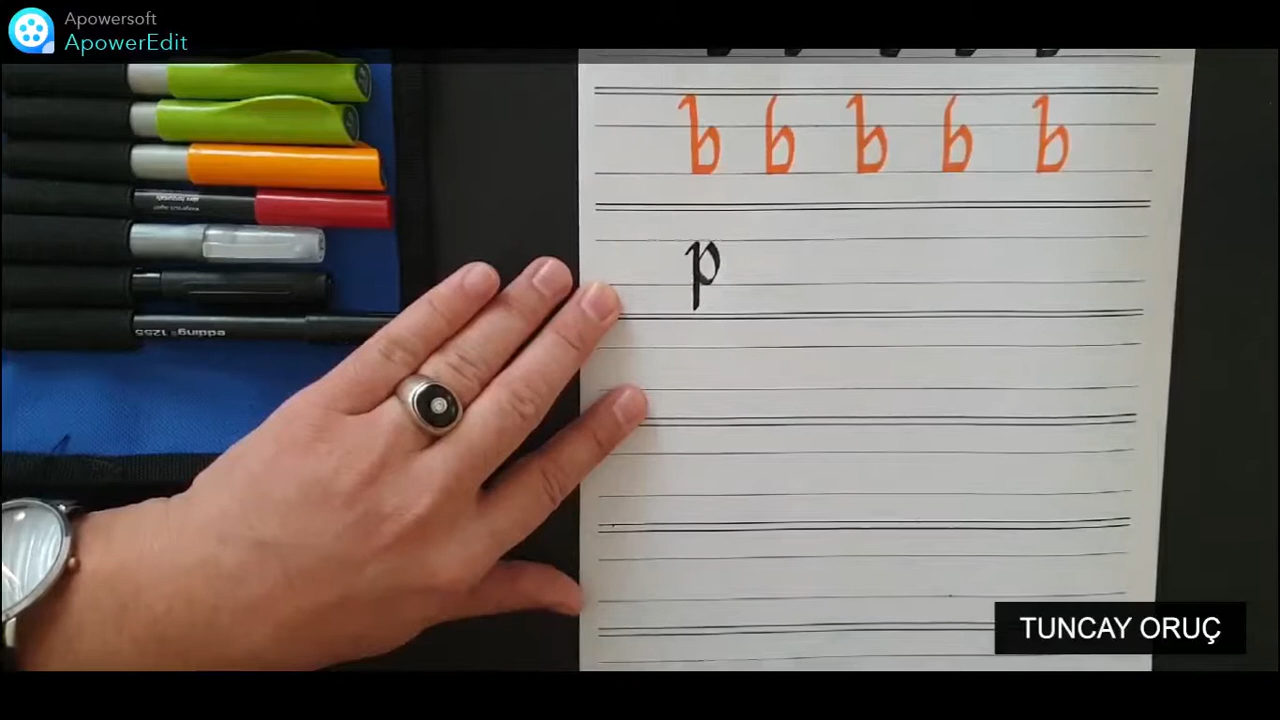 Apowersoft
ApowerEdit
b b b b b
p
edding 1255
TUNCAY ORUÇ